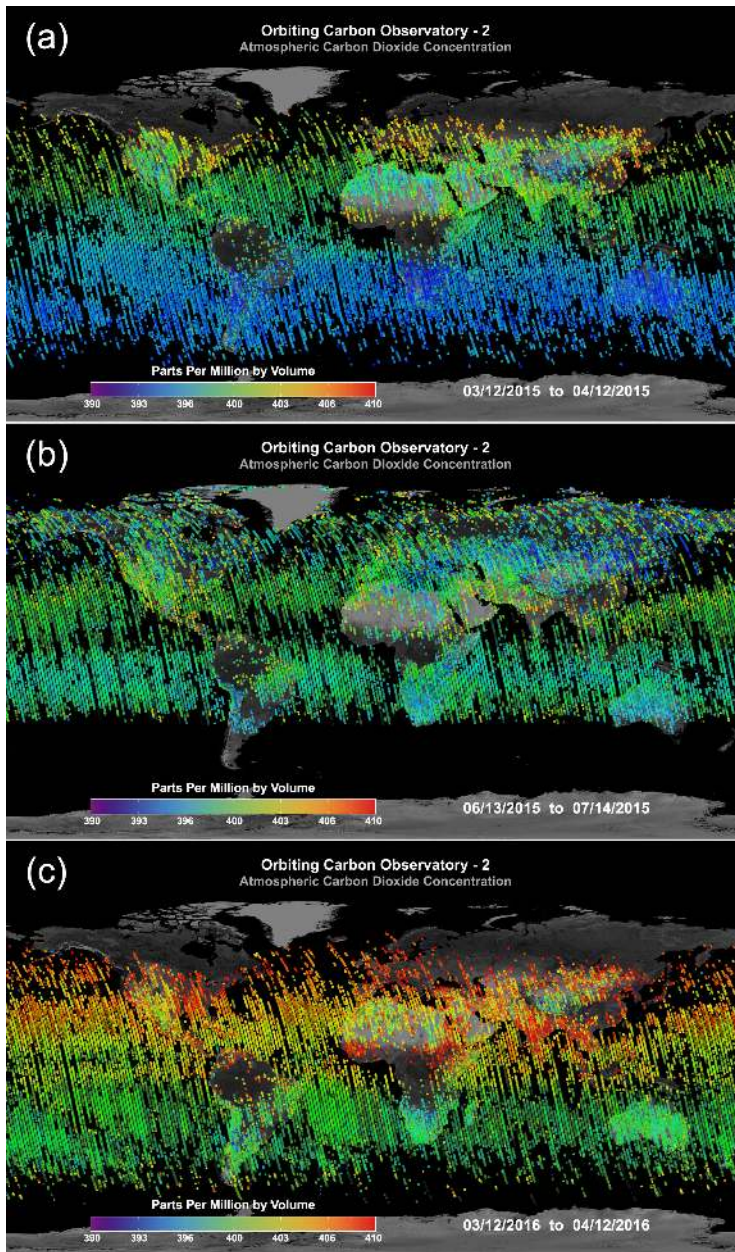 (a)
Orbiting Carbon Observatory - 2
Atmospheric Carbon Dioxide Concentration
Parts Per Million by Volume
390 393 396 400 403 406 410
03/12/2015 to 04/12/2015
(b)
Orbiting Carbon Observatory - 2
Atmospheric Carbon Dioxide Concentration
Parts Per Million by Volume
390 393 396 400 403 406 410
06/13/2015 to 07/14/2015
(c)
Orbiting Carbon Observatory - 2
Atmospheric Carbon Dioxide Concentration
Parts Per Million by Volume
390 393 396 400 403 406 410
03/12/2016 to 04/12/2016